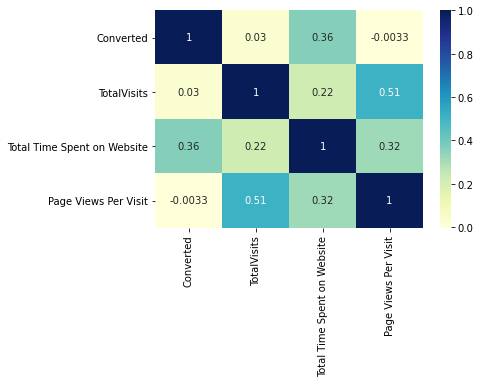 Converted 1 0.03 0.36 -0.0033
TotalVisits 0.03 1 0.22 0.51
Total Time Spent on Website 0.36 0.22 1 0.32
Page Views Per Visit -0.0033 0.51 0.32 1
Converted
TotalVisits
Total Time Spent on Website
Page Views Per Visit
1.0
0.8
0.6
0.4
0.2
0.0